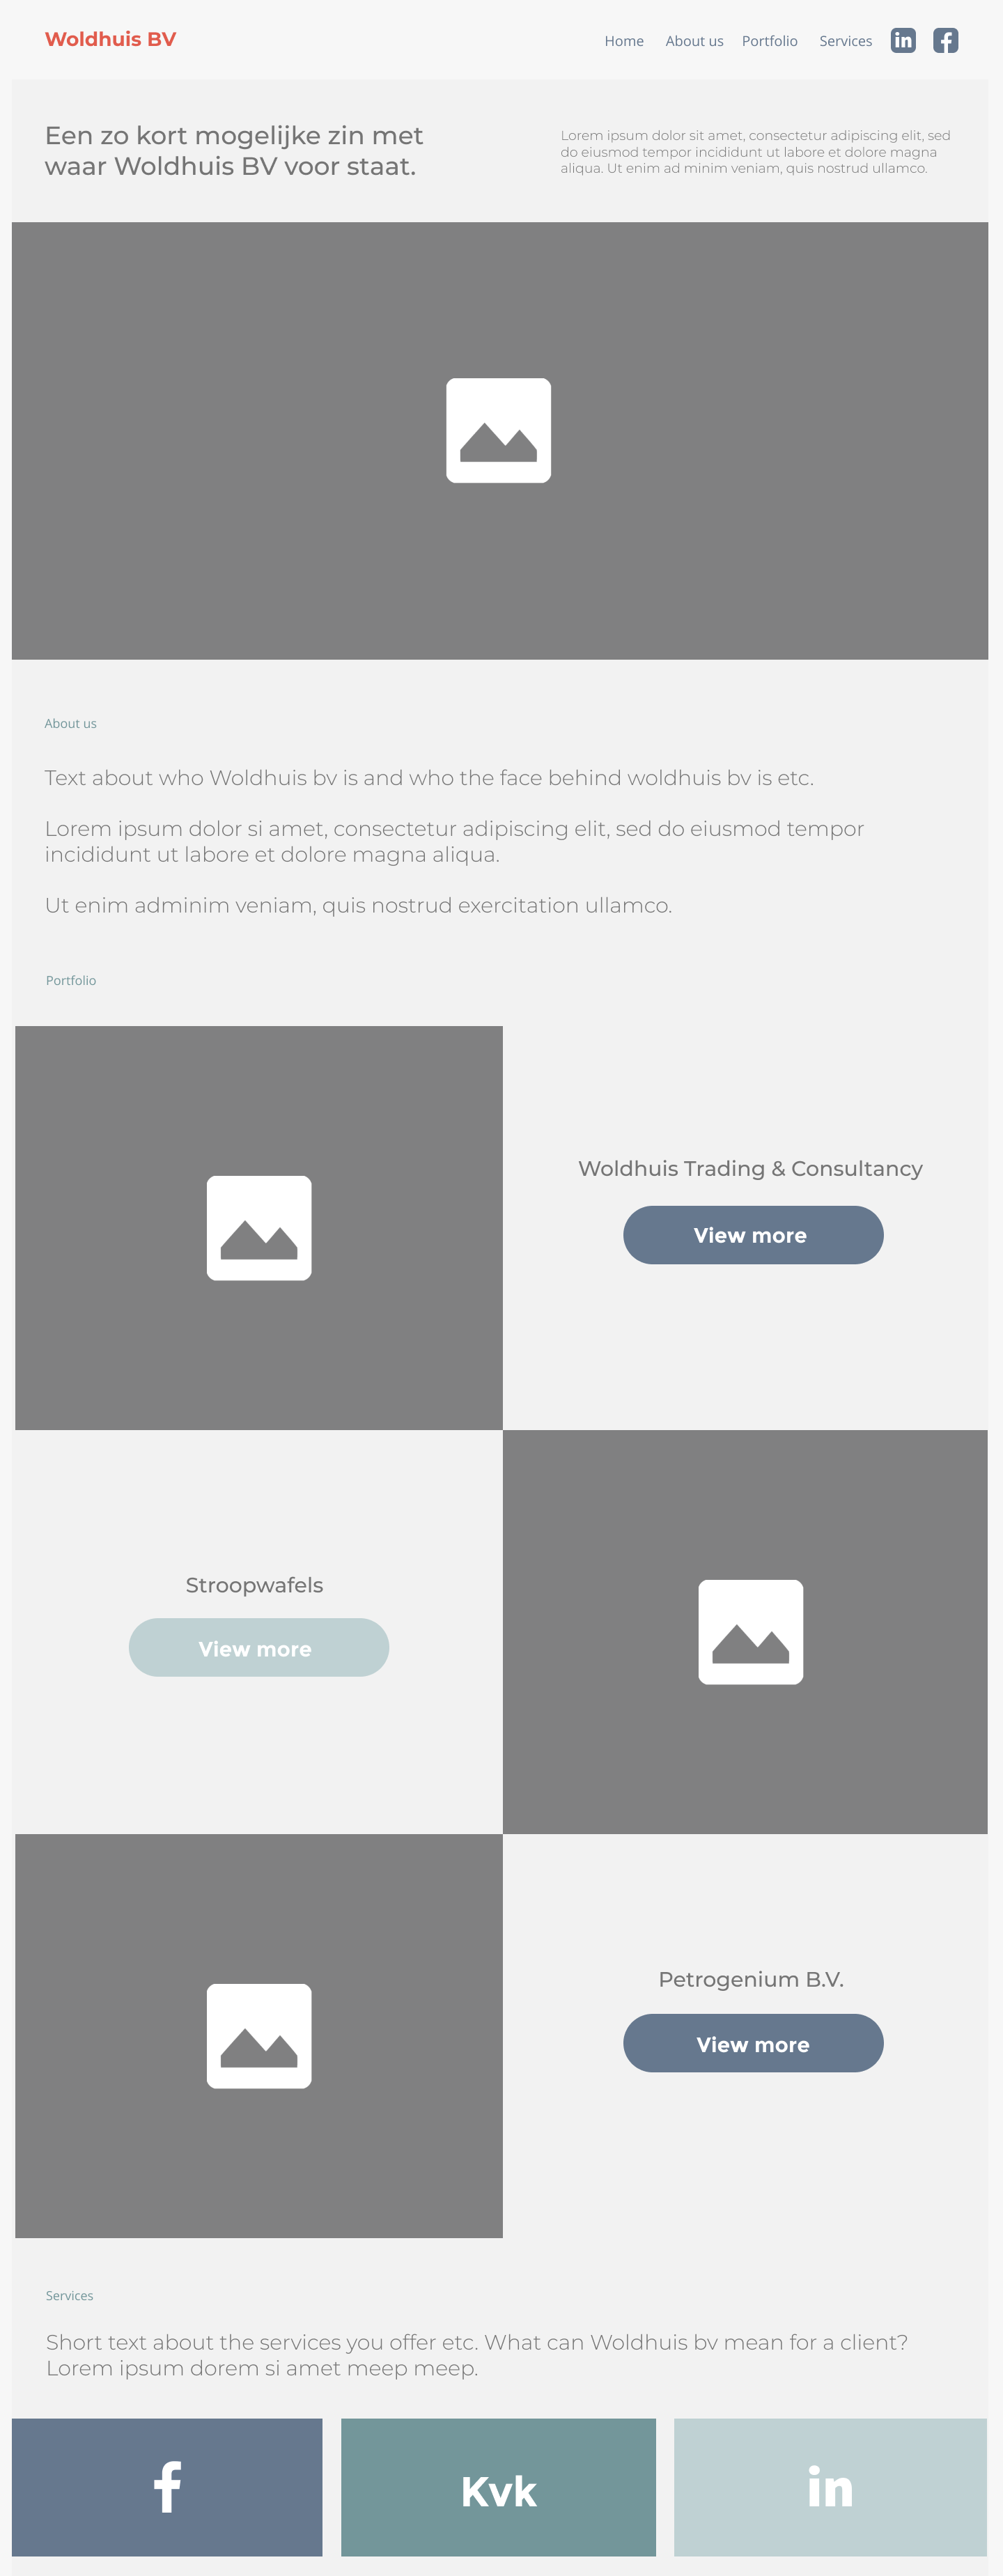 Woldhuis BV
Home About us Portfolio Services in f
Een zo kort mogelijke zin met
waar Woldhuis BV voor staat.
Lorem ipsum dolor sit amet, consectetur adipiscing elit, sed
do eiusmod tempor incididunt ut labore et dolore magna
aliqua. Ut enim ad minim veniam, quis nostrud ullamco.
About us
Text about who Woldhuis bv is and who the face behind woldhuis bv is etc.
Lorem ipsum dolor si amet, consectetur adipiscing elit, sed do eiusmod tempor
incididunt ut labore et dolore magna aliqua.
Ut enim adminim veniam, quis nostrud exercitation ullamco.
Portfolio
Woldhuis Trading & Consultancy
View more
Stroopwafels
View more
Petrogenium B.V.
View more
Services
Short text about the services you offer etc. What can Woldhuis bv mean for a client?
Lorem ipsum dorem si amet meep meep.
f Kvk in